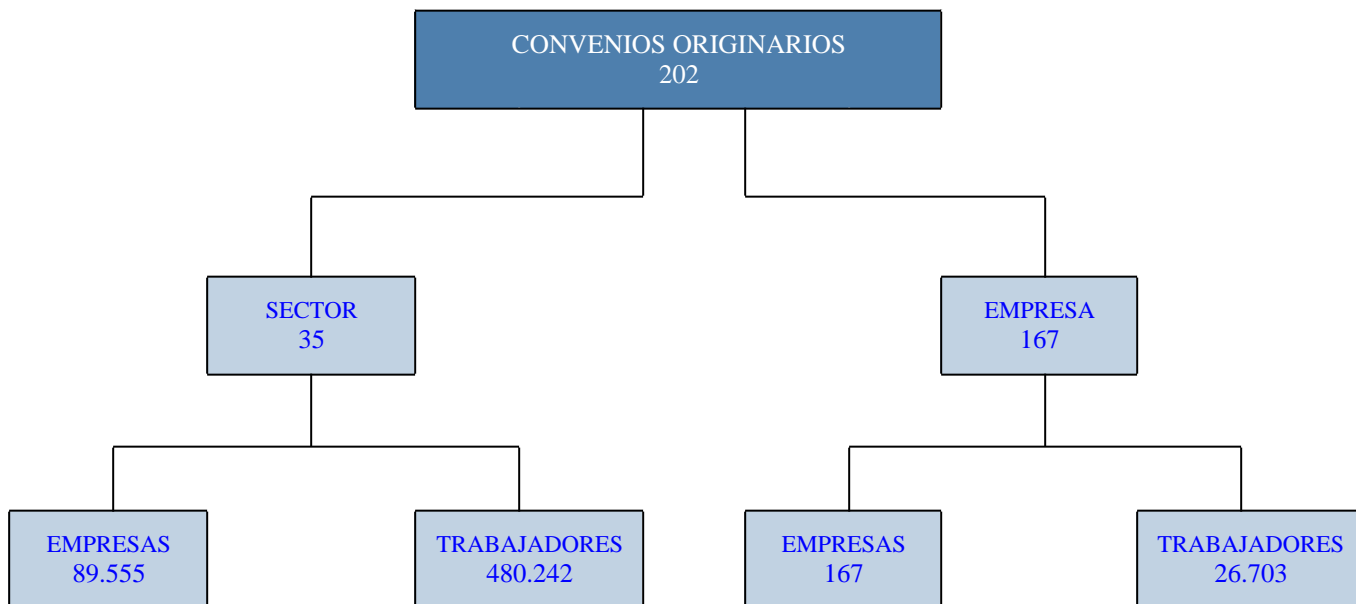 CONVENIOS ORIGINARIOS
202
SECTOR
35
EMPRESA
167
EMPRESAS
89.555
TRABAJADORES
480.242
EMPRESAS
167
TRABAJADORES
26.703